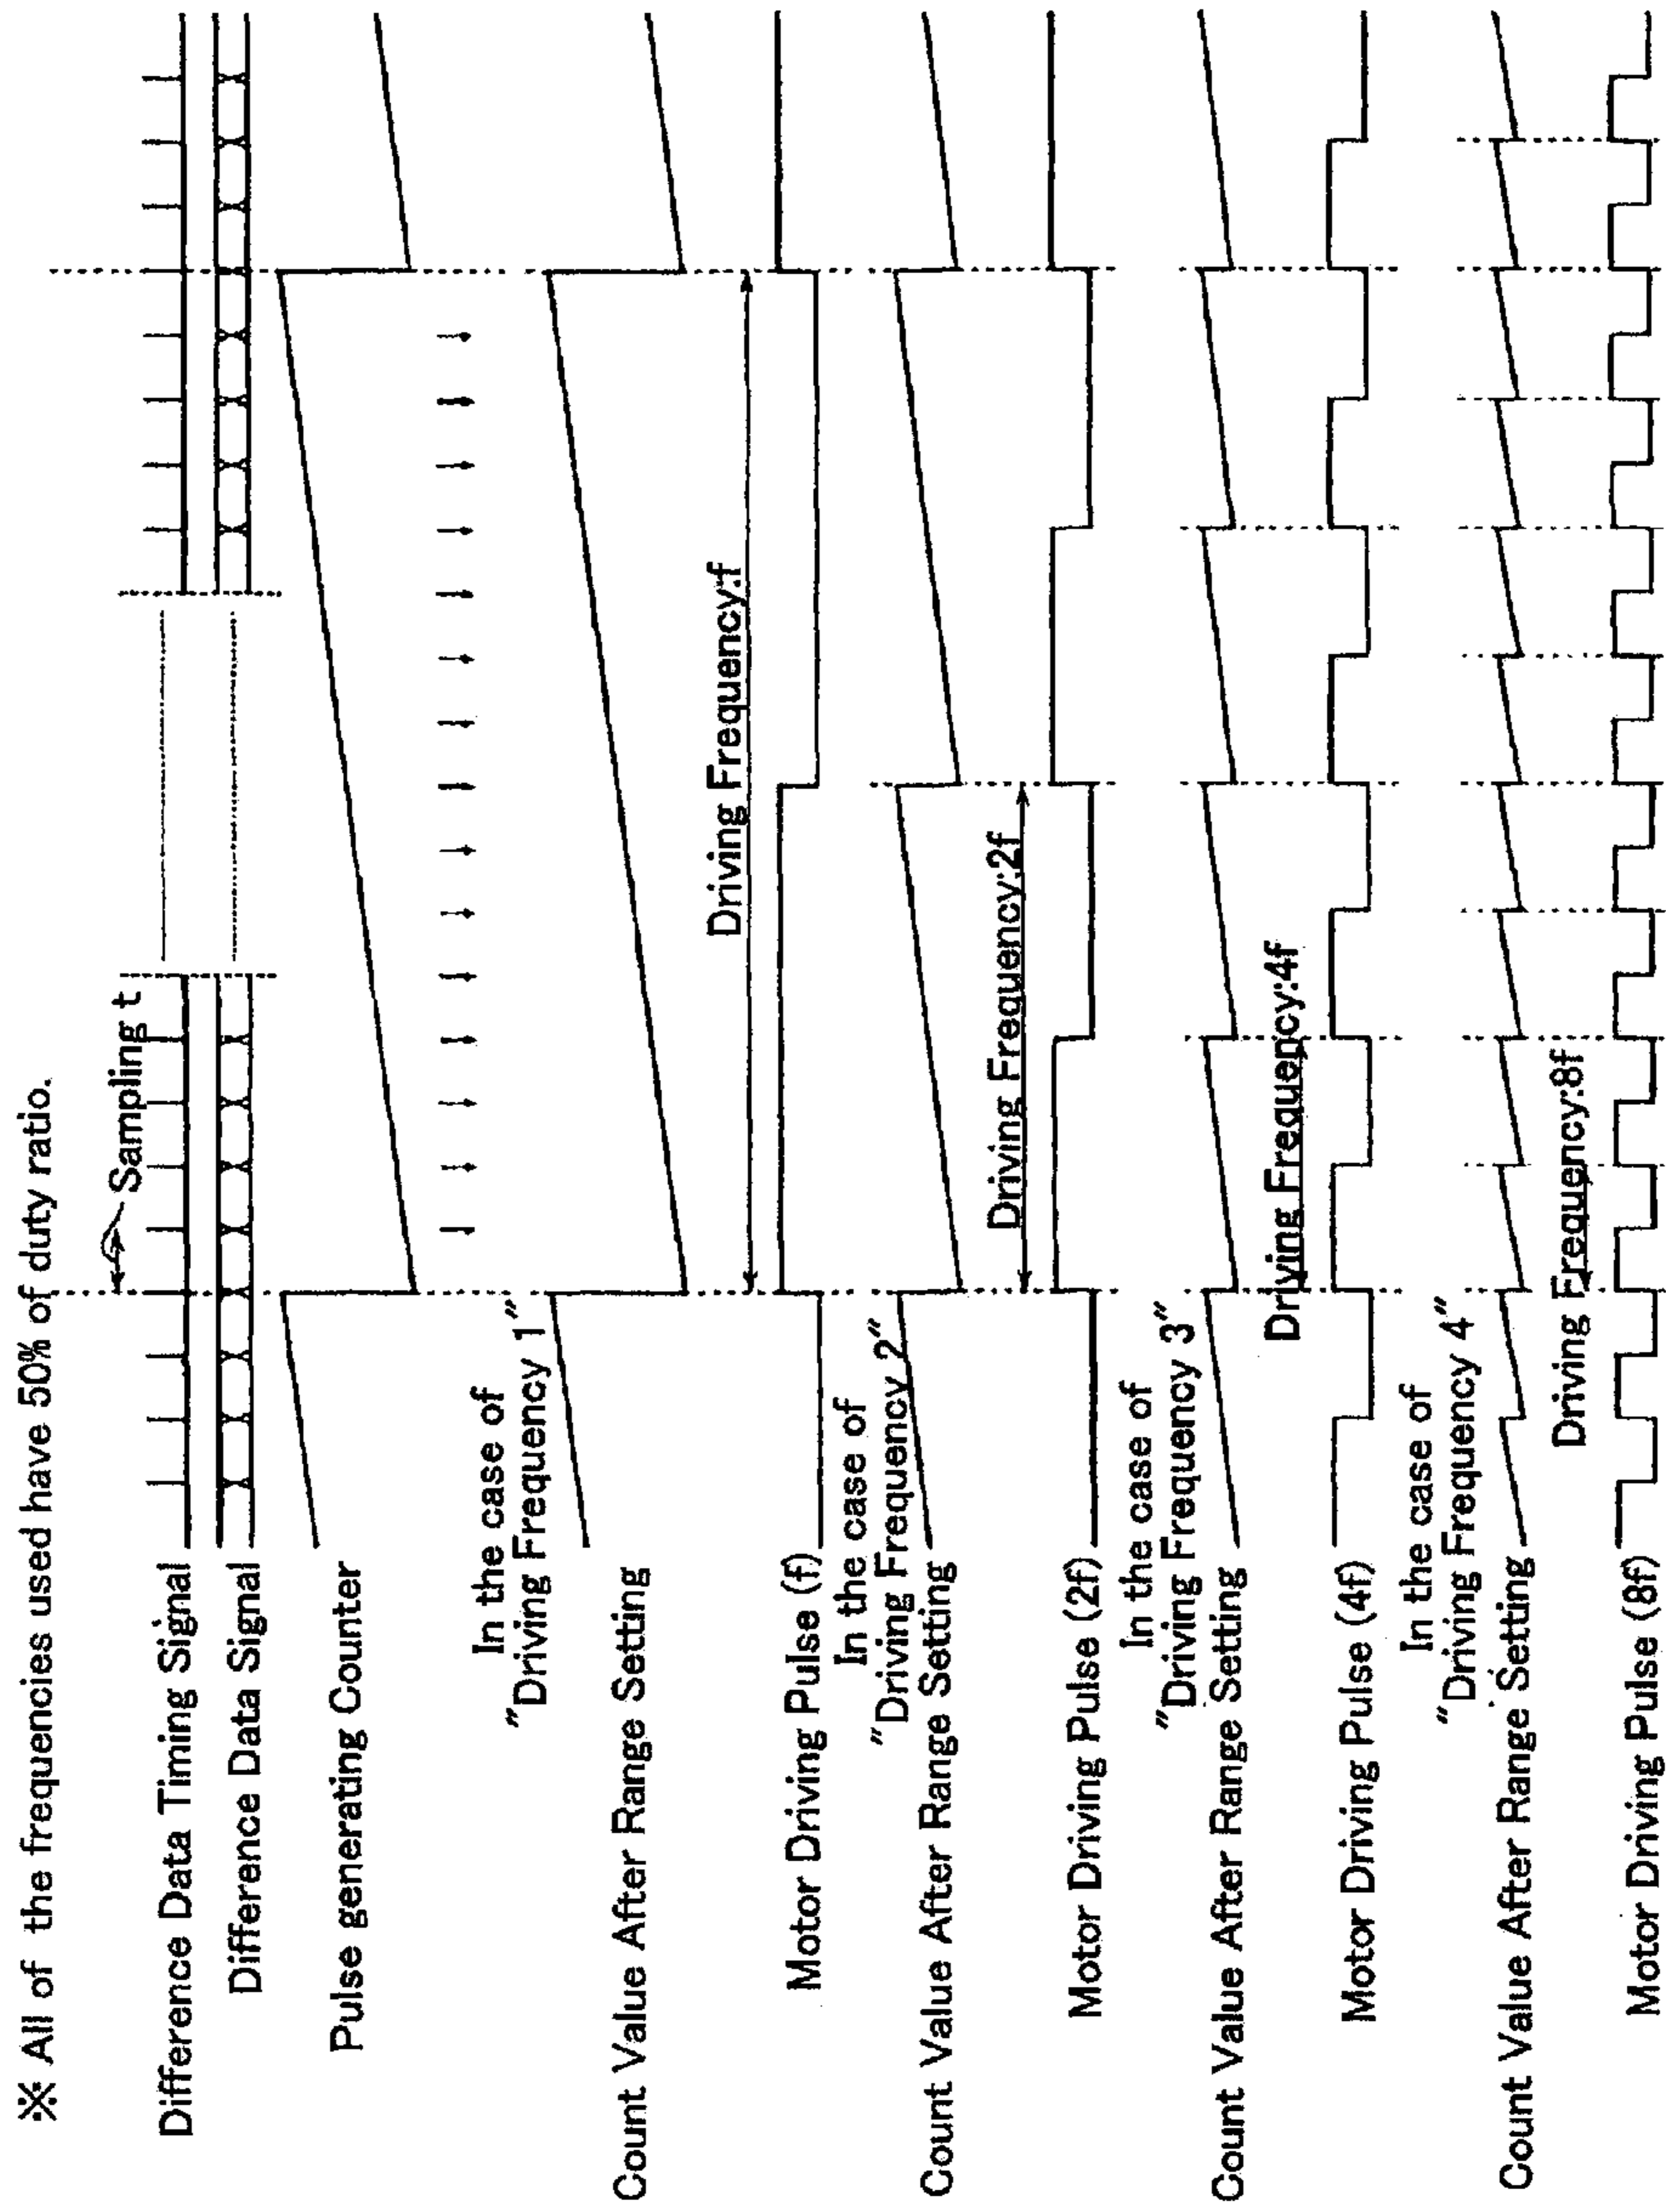 ※ All of the frequencies used have 50% of duty ratio.
Sampling t
Difference Data Timing Signal
Difference Data Signal
Pulse generating Counter
In the case of
"Driving Frequency 1"
Count Value After Range Setting
Driving Frequency:f
Motor Driving Pulse (f)
In the case of
"Driving Frequency 2"
Count Value After Range Setting
Driving Frequency:2f
Motor Driving Pulse (2f)
In the case of
"Driving Frequency 3"
Count Value After Range Setting
Driving Frequency:4f
Motor Driving Pulse (4f)
In the case of
"Driving Frequency 4"
Count Value After Range Setting
Driving Frequency:8f
Motor Driving Pulse (8f)